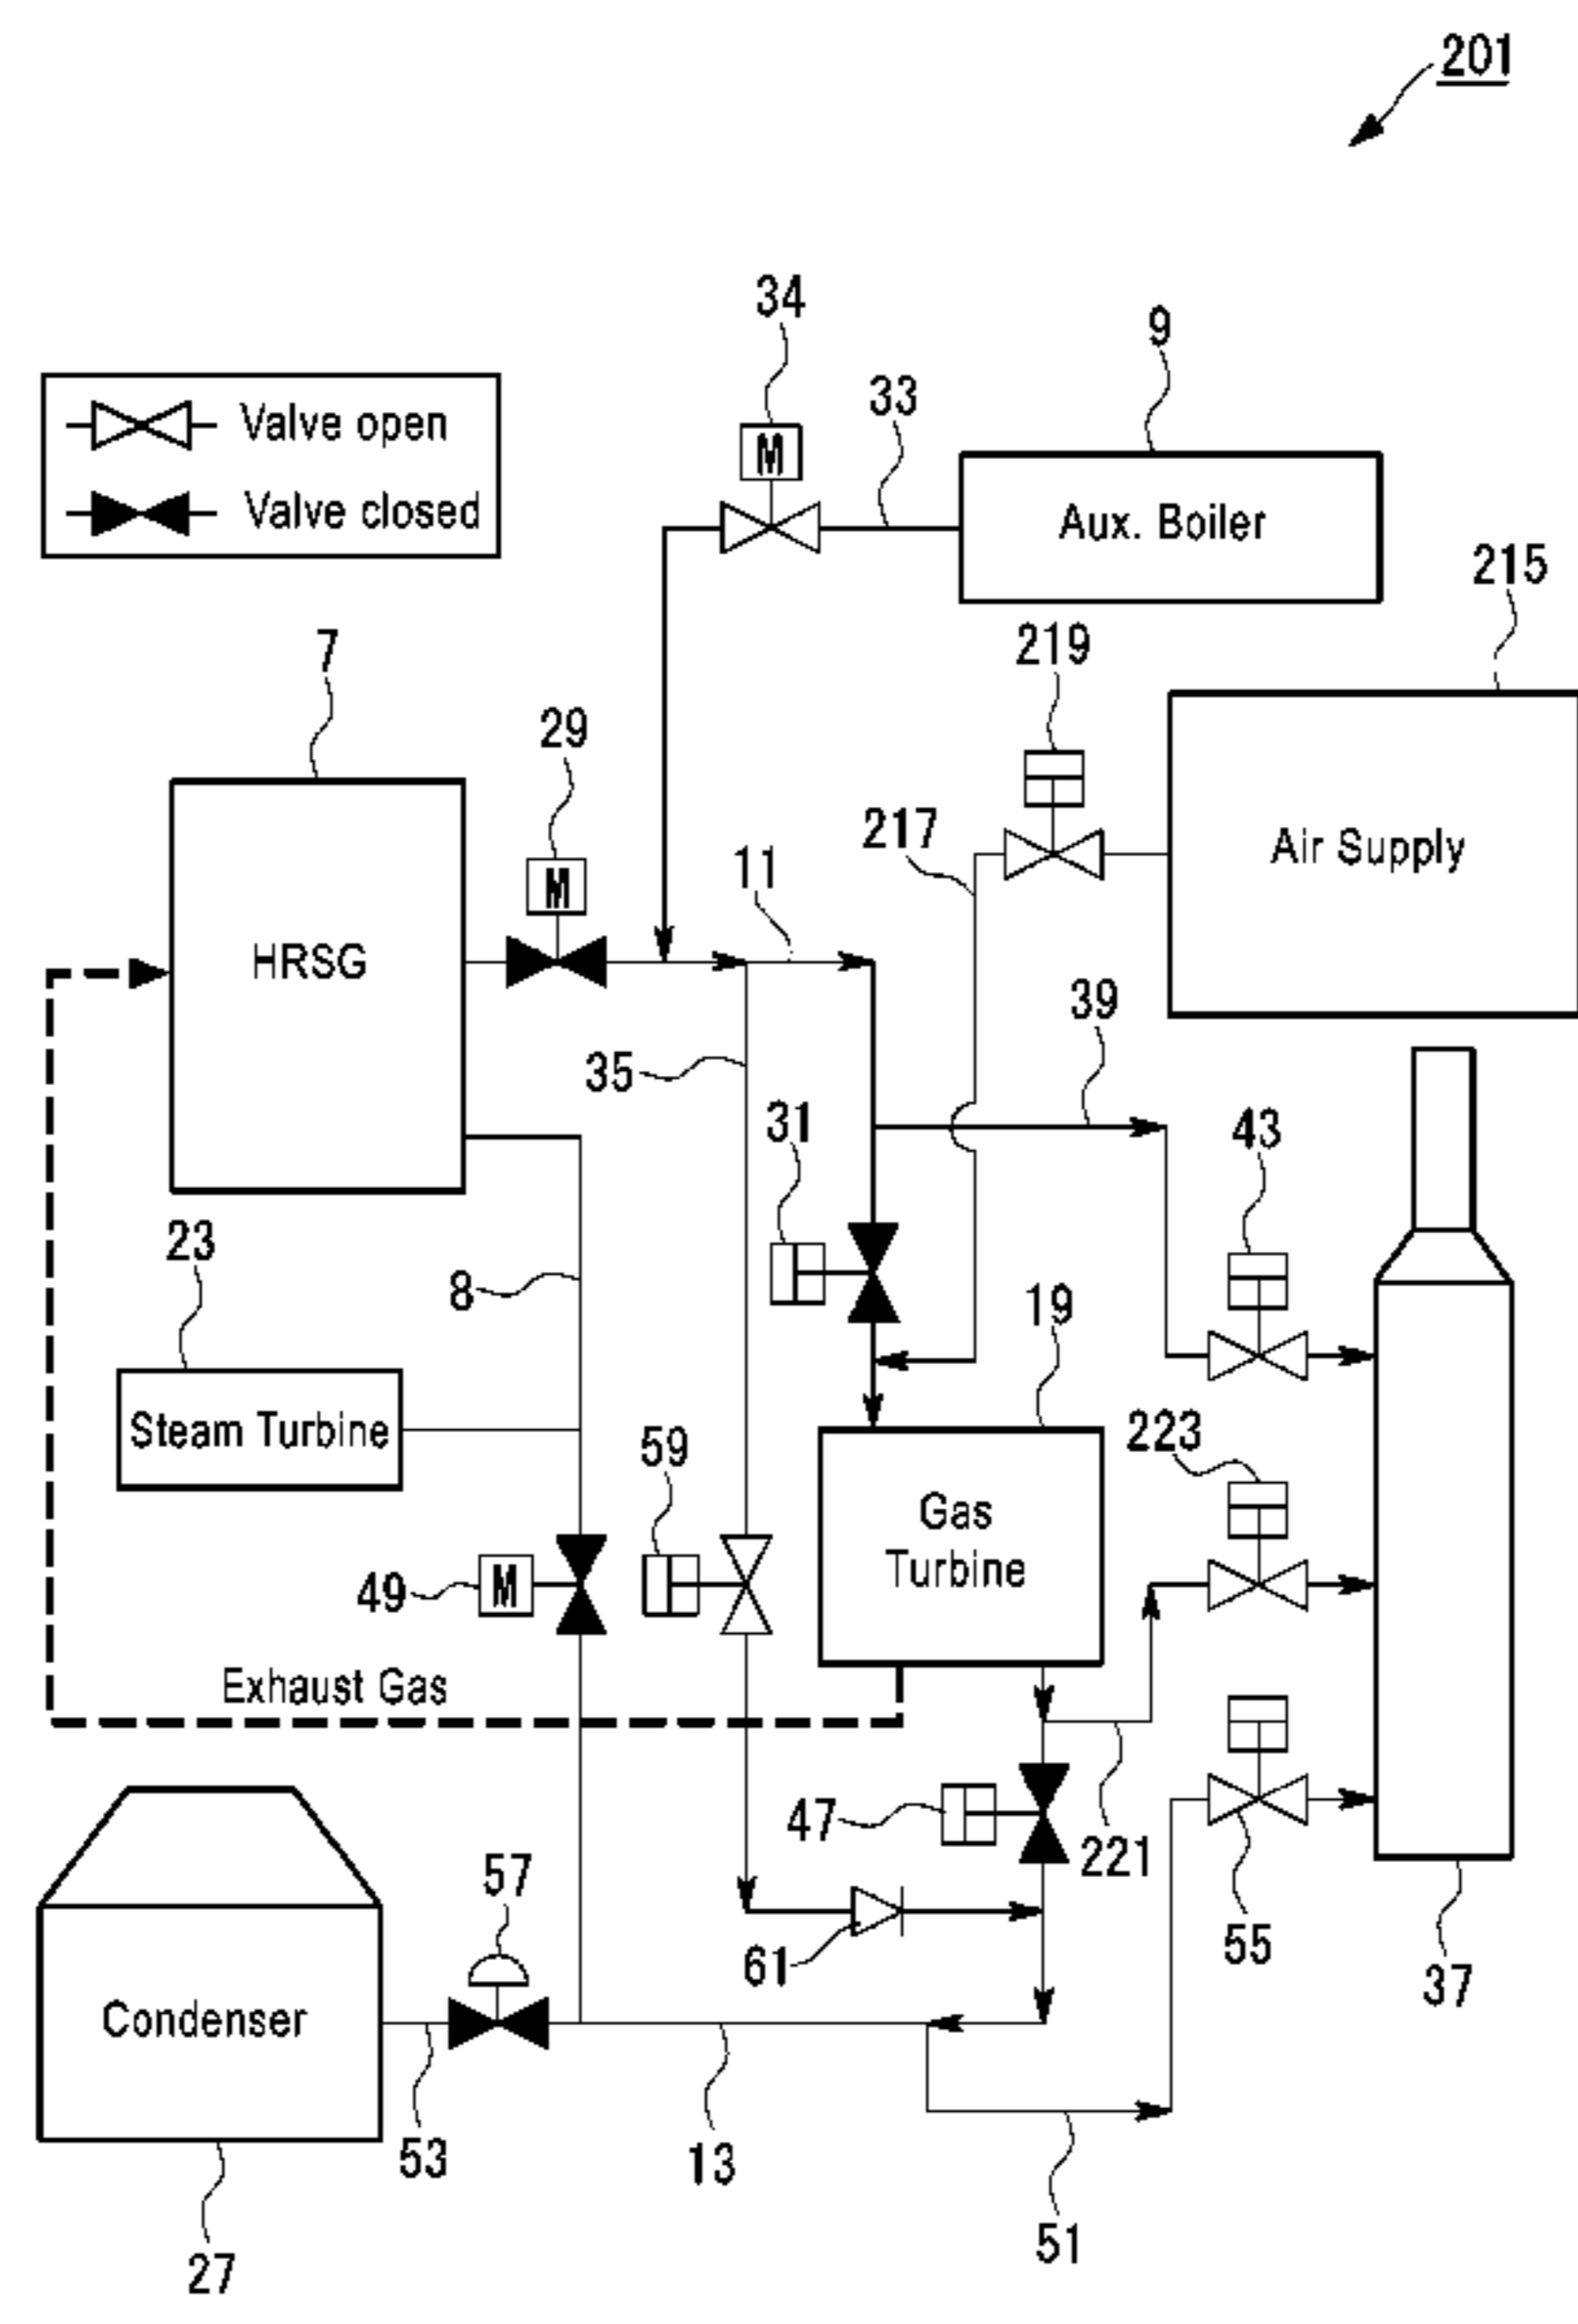 201
34
9
33
Valve open
M
Valve closed
Aux. Boiler
215
7
219
29
217
Air Supply
11
M
HRSG
39
35
31
43
23
8
19
Steam Turbine
59
223
Gas
Turbine
49
M
Exhaust Gas
47
221
57
55
61
37
Condenser
53
13
51
27